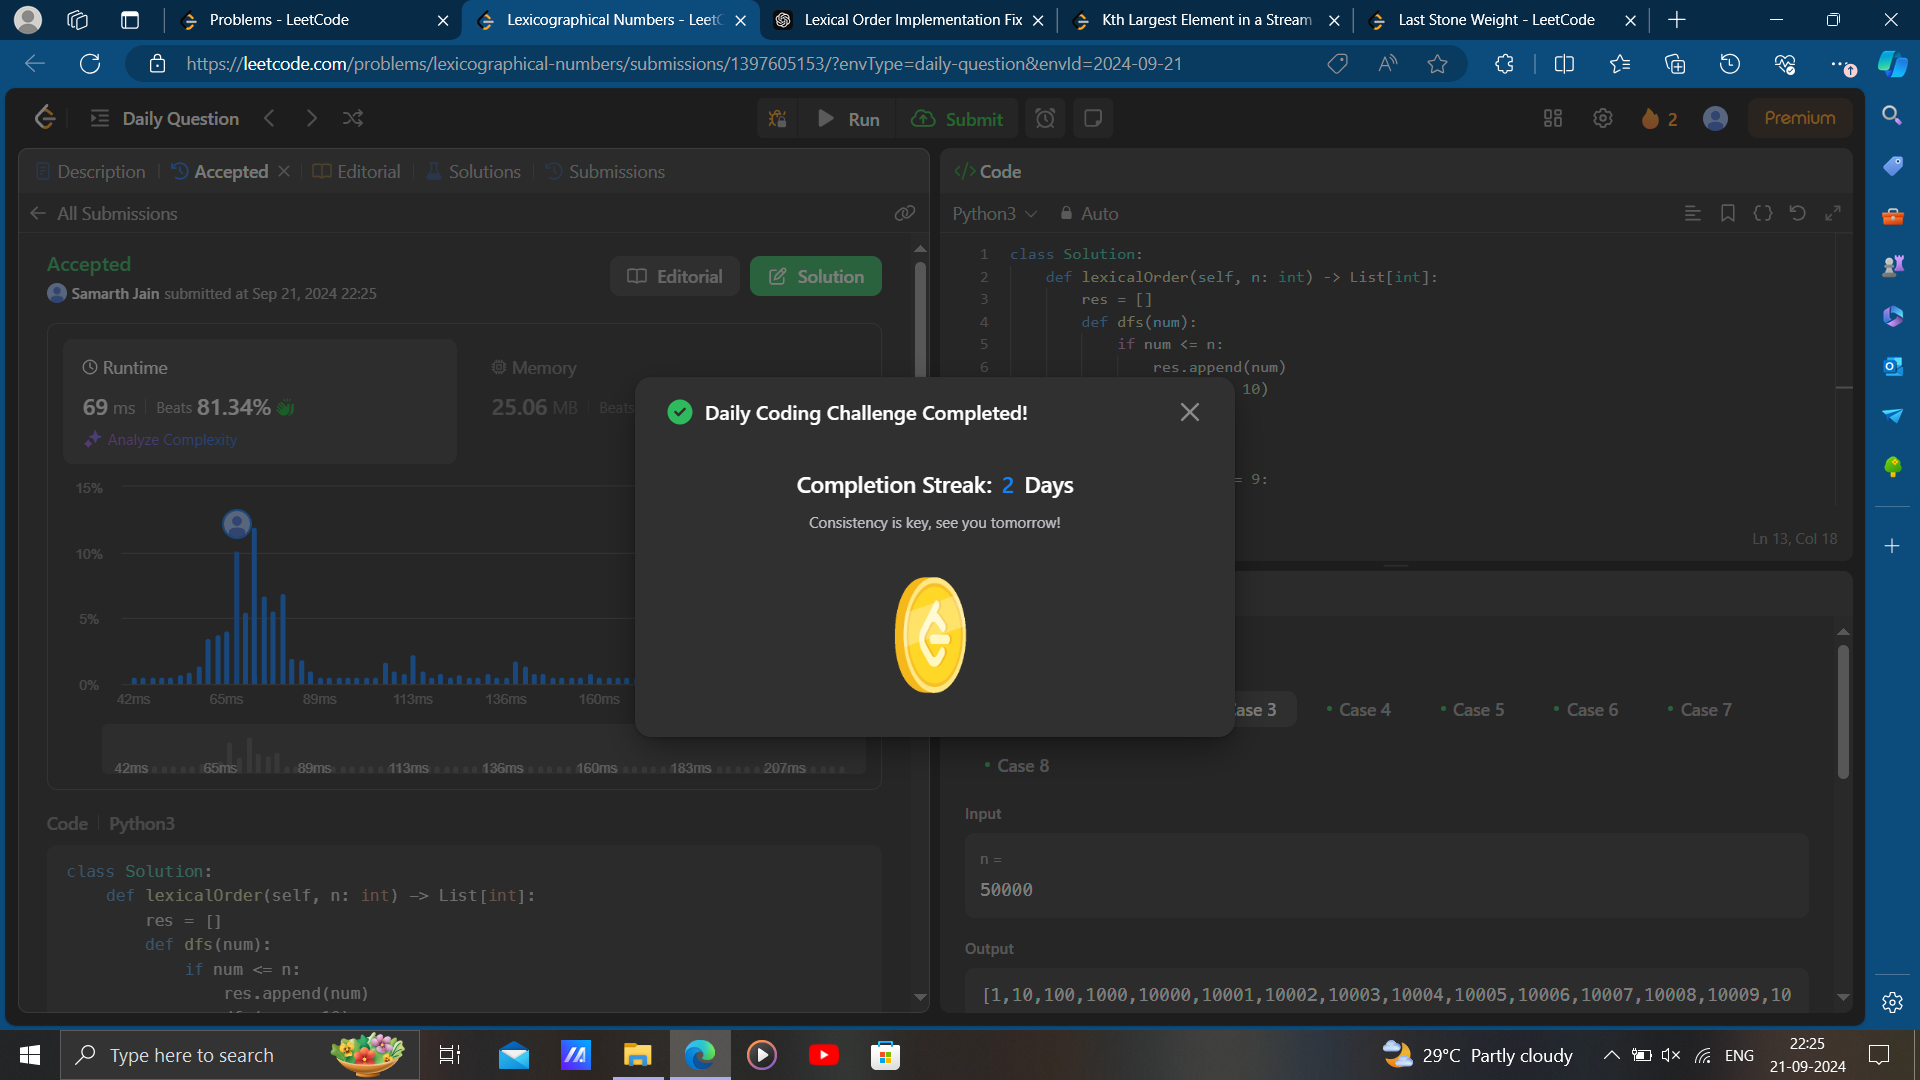 Problems - LeetCode
Lexicographical Numbers - LeetC
Lexical Order Implementation Fix
Kth Largest Element in a Stream
Last Stone Weight - LeetCode
https://leetcode.com/problems/lexicographical-numbers/submissions/1397605153/?envType=daily-question&envId=2024-09-21
Daily Question
Run
Submit
2
Premium
Description
Accepted
Editorial
Solutions
Submissions
All Submissions
Accepted
Samarth Jain submitted at Sep 21, 2024 22:25
Editorial
Solution
Runtime
69 ms
Beats 81.34%
Analyze Complexity
Memory
25.06 MB
Beats
15%
10%
5%
0%
42ms 65ms 89ms 113ms 136ms 160ms
42ms 65ms 89ms 113ms 136ms 160ms 183ms 207ms
Code
Python3
class Solution:
def lexicalOrder(self, n: int) -> List[int]:
res = []
def dfs(num):
if num <= n:
res.append(num)
Code
Python3
Auto
1 class Solution:
2 def lexicalOrder(self, n: int) -> List[int]:
3 res = []
4 def dfs(num):
5 if num <= n:
6 res.append(num)
10)
= 9:
Ln 13, Col 18
Daily Coding Challenge Completed!
Completion Streak: 2 Days
Consistency is key, see you tomorrow!
ase 3
Case 4
Case 5
Case 6
Case 7
Case 8
Input
n =
50000
Output
[1,10,100,1000,10000,10001,10002,10003,10004,10005,10006,10007,10008,10009,10
Type here to search
29°C Partly cloudy
ENG
22:25
21-09-2024